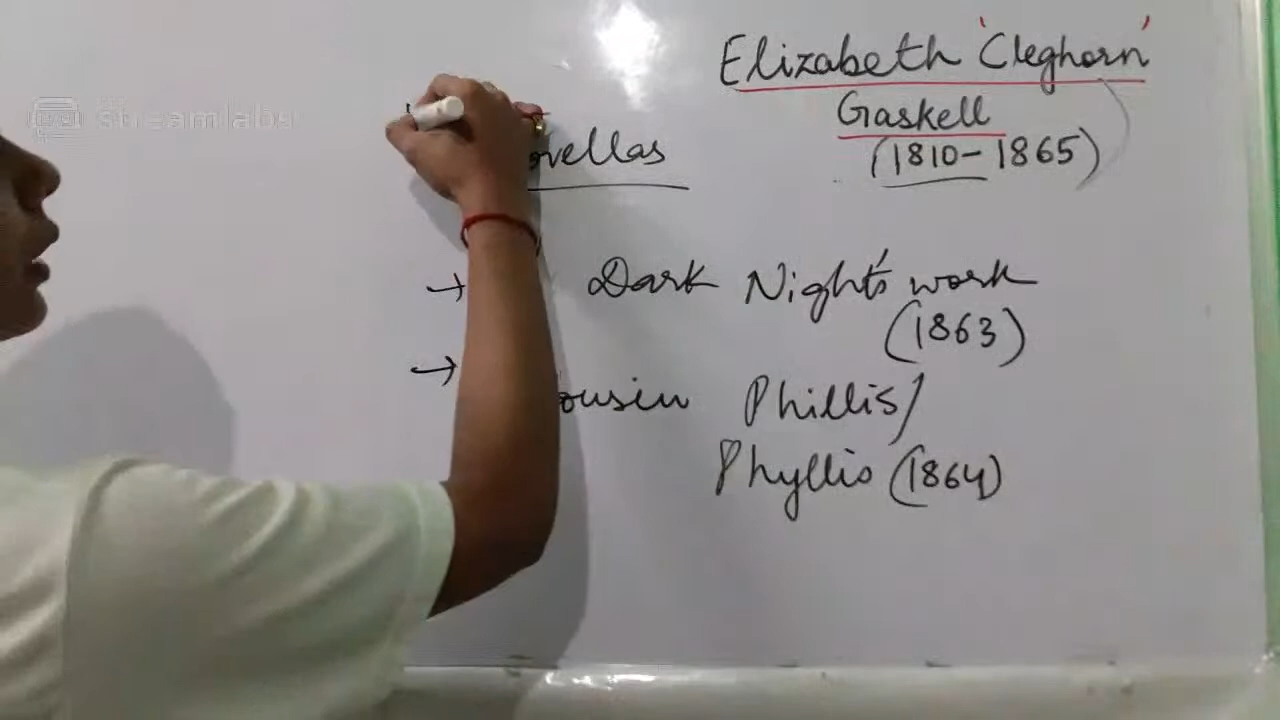 Elizabeth 'Cleghorn'
Gaskell
(1810-1865)
streamlabs
ovellas
→ Dark Night's work
(1863)
→ ousin Phillis/
Phyllis (1864)